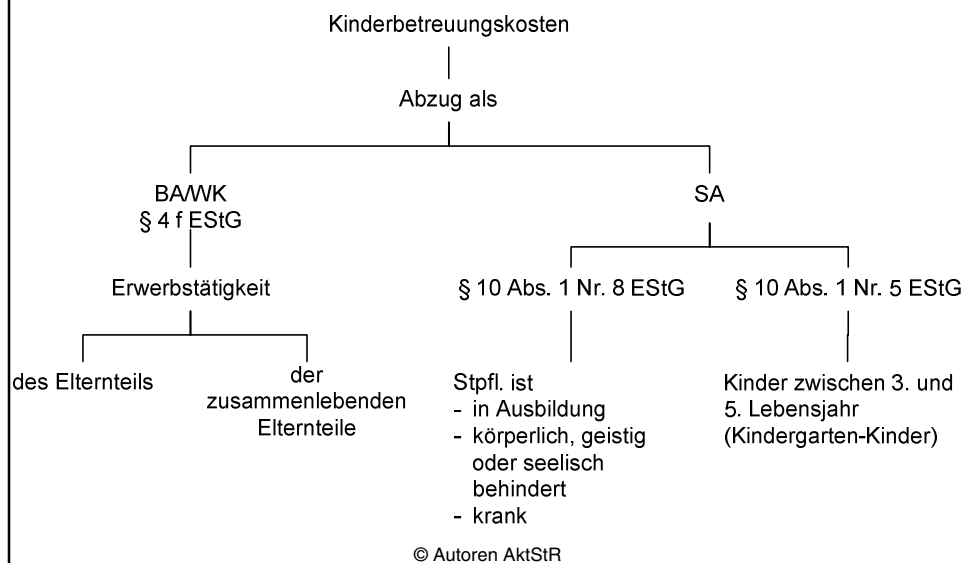 Kinderbetreuungskosten
Abzug als
BA/WK
§ 4 f EStG
SA
Erwerbstätigkeit
§ 10 Abs. 1 Nr. 8 EStG
§ 10 Abs. 1 Nr. 5 EStG
des Elternteils
der
zusammenlebenden
Elternteile
Stpfl. ist
- in Ausbildung
- körperlich, geistig
oder seelisch
behindert
- krank
Kinder zwischen 3. und
5. Lebensjahr
(Kindergarten-Kinder)
© Autoren AktStR